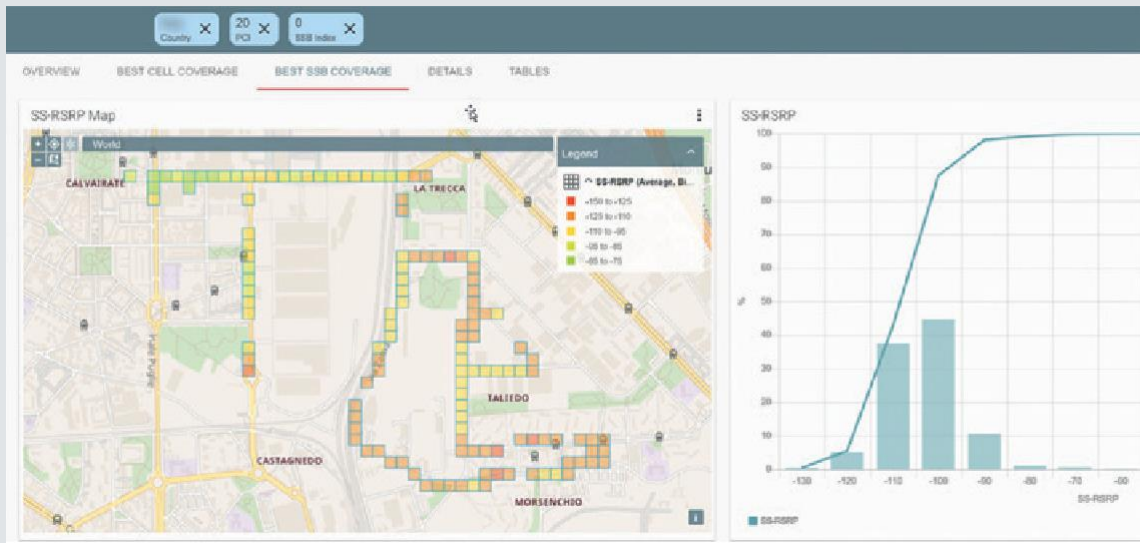 Country
20
PCI
0
SSB Index
OVERVIEW BEST CELL COVERAGE BEST SSB COVERAGE DETAILS TABLES
SS-RSRP Map
World
Legend
SS-RSRP (Average, Bi...
-150 to -125
-125 to -110
-110 to -95
-95 to -85
-85 to -75
CALVAIRATE
LA TRECCA
TALIEDO
CASTAGNEDO
MORSENCHIO
SS-RSRP
100
90
80
70
60
50
%
40
30
20
10
0
-130 -120 -110 -100 -90 -80 -70 -60
SS-RSRP
SS-RSRP